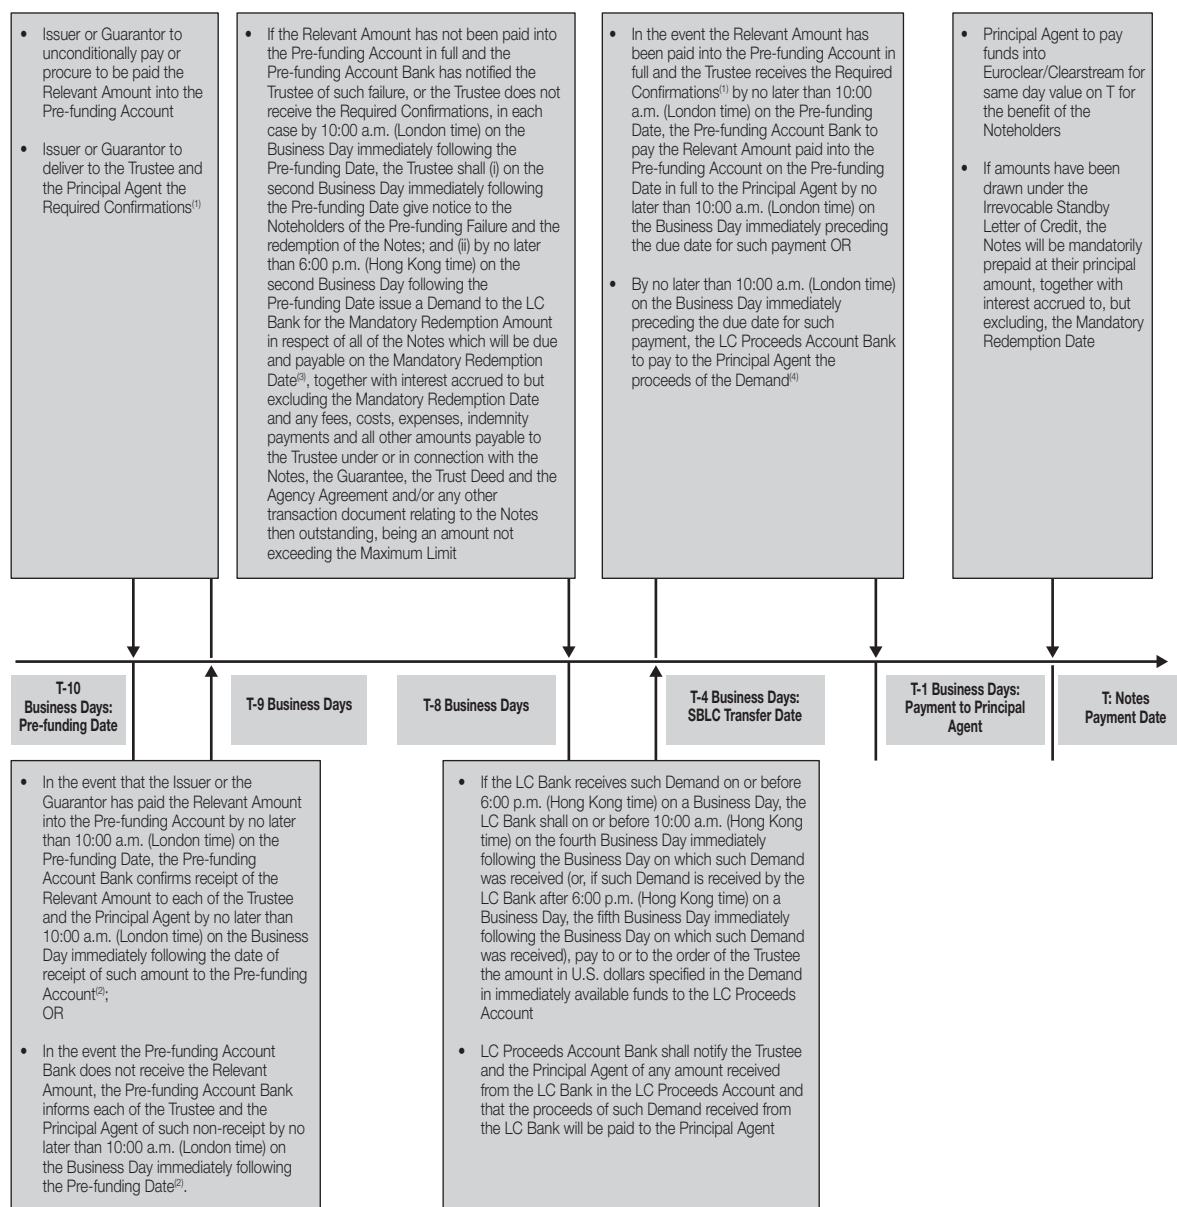 • Issuer or Guarantor to
unconditionally pay or
procure to be paid the
Relevant Amount into the
Pre-funding Account
• Issuer or Guarantor to
deliver to the Trustee and
the Principal Agent the
Required Confirmations(1)
• If the Relevant Amount has not been paid into
the Pre-funding Account in full and the
Pre-funding Account Bank has notified the
Trustee of such failure, or the Trustee does not
receive the Required Confirmations, in each
case by 10:00 a.m. (London time) on the
Business Day immediately following the
Pre-funding Date, the Trustee shall (i) on the
second Business Day immediately following
the Pre-funding Date give notice to the
Noteholders of the Pre-funding Failure and the
redemption of the Notes; and (ii) by no later
than 6:00 p.m. (Hong Kong time) on the
second Business Day following the
Pre-funding Date issue a Demand to the LC
Bank for the Mandatory Redemption Amount
in respect of all of the Notes which will be due
and payable on the Mandatory Redemption
Date(3), together with interest accrued to but
excluding the Mandatory Redemption Date
and any fees, costs, expenses, indemnity
payments and all other amounts payable to
the Trustee under or in connection with the
Notes, the Guarantee, the Trust Deed and the
Agency Agreement and/or any other
transaction document relating to the Notes
then outstanding, being an amount not
exceeding the Maximum Limit
• In the event the Relevant Amount has
been paid into the Pre-funding Account in
full and the Trustee receives the Required
Confirmations(1) by no later than 10:00
a.m. (London time) on the Pre-funding
Date, the Pre-funding Account Bank to
pay the Relevant Amount paid into the
Pre-funding Account on the Pre-funding
Date in full to the Principal Agent by no
later than 10:00 a.m. (London time) on
the Business Day immediately preceding
the due date for such payment OR
• By no later than 10:00 a.m. (London time)
on the Business Day immediately
preceding the due date for such
payment, the LC Proceeds Account Bank
to pay to the Principal Agent the
proceeds of the Demand(4)
• Principal Agent to pay
funds into
Euroclear/Clearstream for
same day value on T for
the benefit of the
Noteholders
• If amounts have been
drawn under the
Irrevocable Standby
Letter of Credit, the
Notes will be mandatorily
prepaid at their principal
amount, together with
interest accrued to, but
excluding, the Mandatory
Redemption Date
T-10
Business Days:
Pre-funding Date
T-9 Business Days
T-8 Business Days
T-4 Business Days:
SBLC Transfer Date
T-1 Business Days:
Payment to Principal
Agent
T: Notes
Payment Date
• In the event that the Issuer or the
Guarantor has paid the Relevant Amount
into the Pre-funding Account by no later
than 10:00 a.m. (London time) on the
Pre-funding Date, the Pre-funding
Account Bank confirms receipt of the
Relevant Amount to each of the Trustee
and the Principal Agent by no later than
10:00 a.m. (London time) on the Business
Day immediately following the date of
receipt of such amount to the Pre-funding
Account(2);
OR
• In the event the Pre-funding Account
Bank does not receive the Relevant
Amount, the Pre-funding Account Bank
informs each of the Trustee and the
Principal Agent of such non-receipt by no
later than 10:00 a.m. (London time) on
the Business Day immediately following
the Pre-funding Date(2).
• If the LC Bank receives such Demand on or before
6:00 p.m. (Hong Kong time) on a Business Day, the
LC Bank shall on or before 10:00 a.m. (Hong Kong
time) on the fourth Business Day immediately
following the Business Day on which such Demand
was received (or, if such Demand is received by the
LC Bank after 6:00 p.m. (Hong Kong time) on a
Business Day, the fifth Business Day immediately
following the Business Day on which such Demand
was received), pay to or to the order of the Trustee
the amount in U.S. dollars specified in the Demand
in immediately available funds to the LC Proceeds
Account
• LC Proceeds Account Bank shall notify the Trustee
and the Principal Agent of any amount received
from the LC Bank in the LC Proceeds Account and
that the proceeds of such Demand received from
the LC Bank will be paid to the Principal Agent